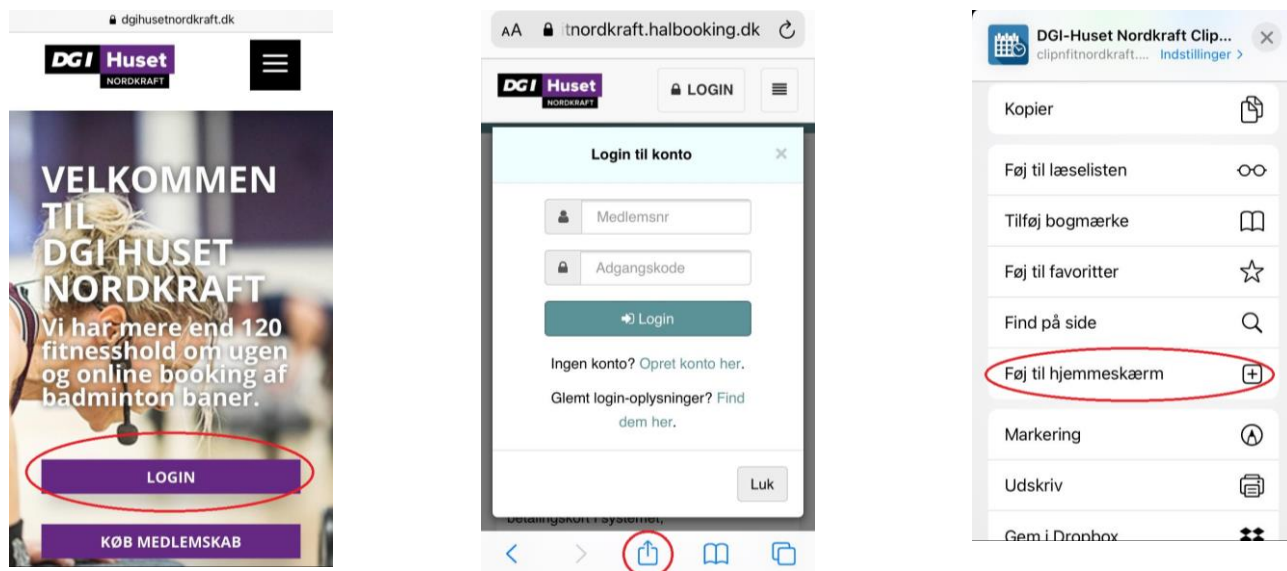 dgihusetnordkraft.dk
DGI Huset
NORDKRAFT
VELKOMMEN
TIL
DGI HUSET
NORDKRAFT
Vi har mere end 120
fitnesshold om ugen
og online booking af
badminton baner.
LOGIN
KØB MEDLEMSKAB
AA itnordkraft.halbooking.dk
DGI Huset
NORDKRAFT
LOGIN
Login til konto
Medlemsnr
Adgangskode
Login
Ingen konto? Opret konto her.
Glemt login-oplysninger? Find
dem her.
Luk
betalingskort i systemet,
DGI-Huset Nordkraft Clip...
clipnfitnordkraft.... Indstillinger >
Kopier
Føj til læselisten
Tilføj bogmærke
Føj til favoritter
Find på side
Føj til hjemmeskærm
Markering
Udskriv
Gem i Dropbox